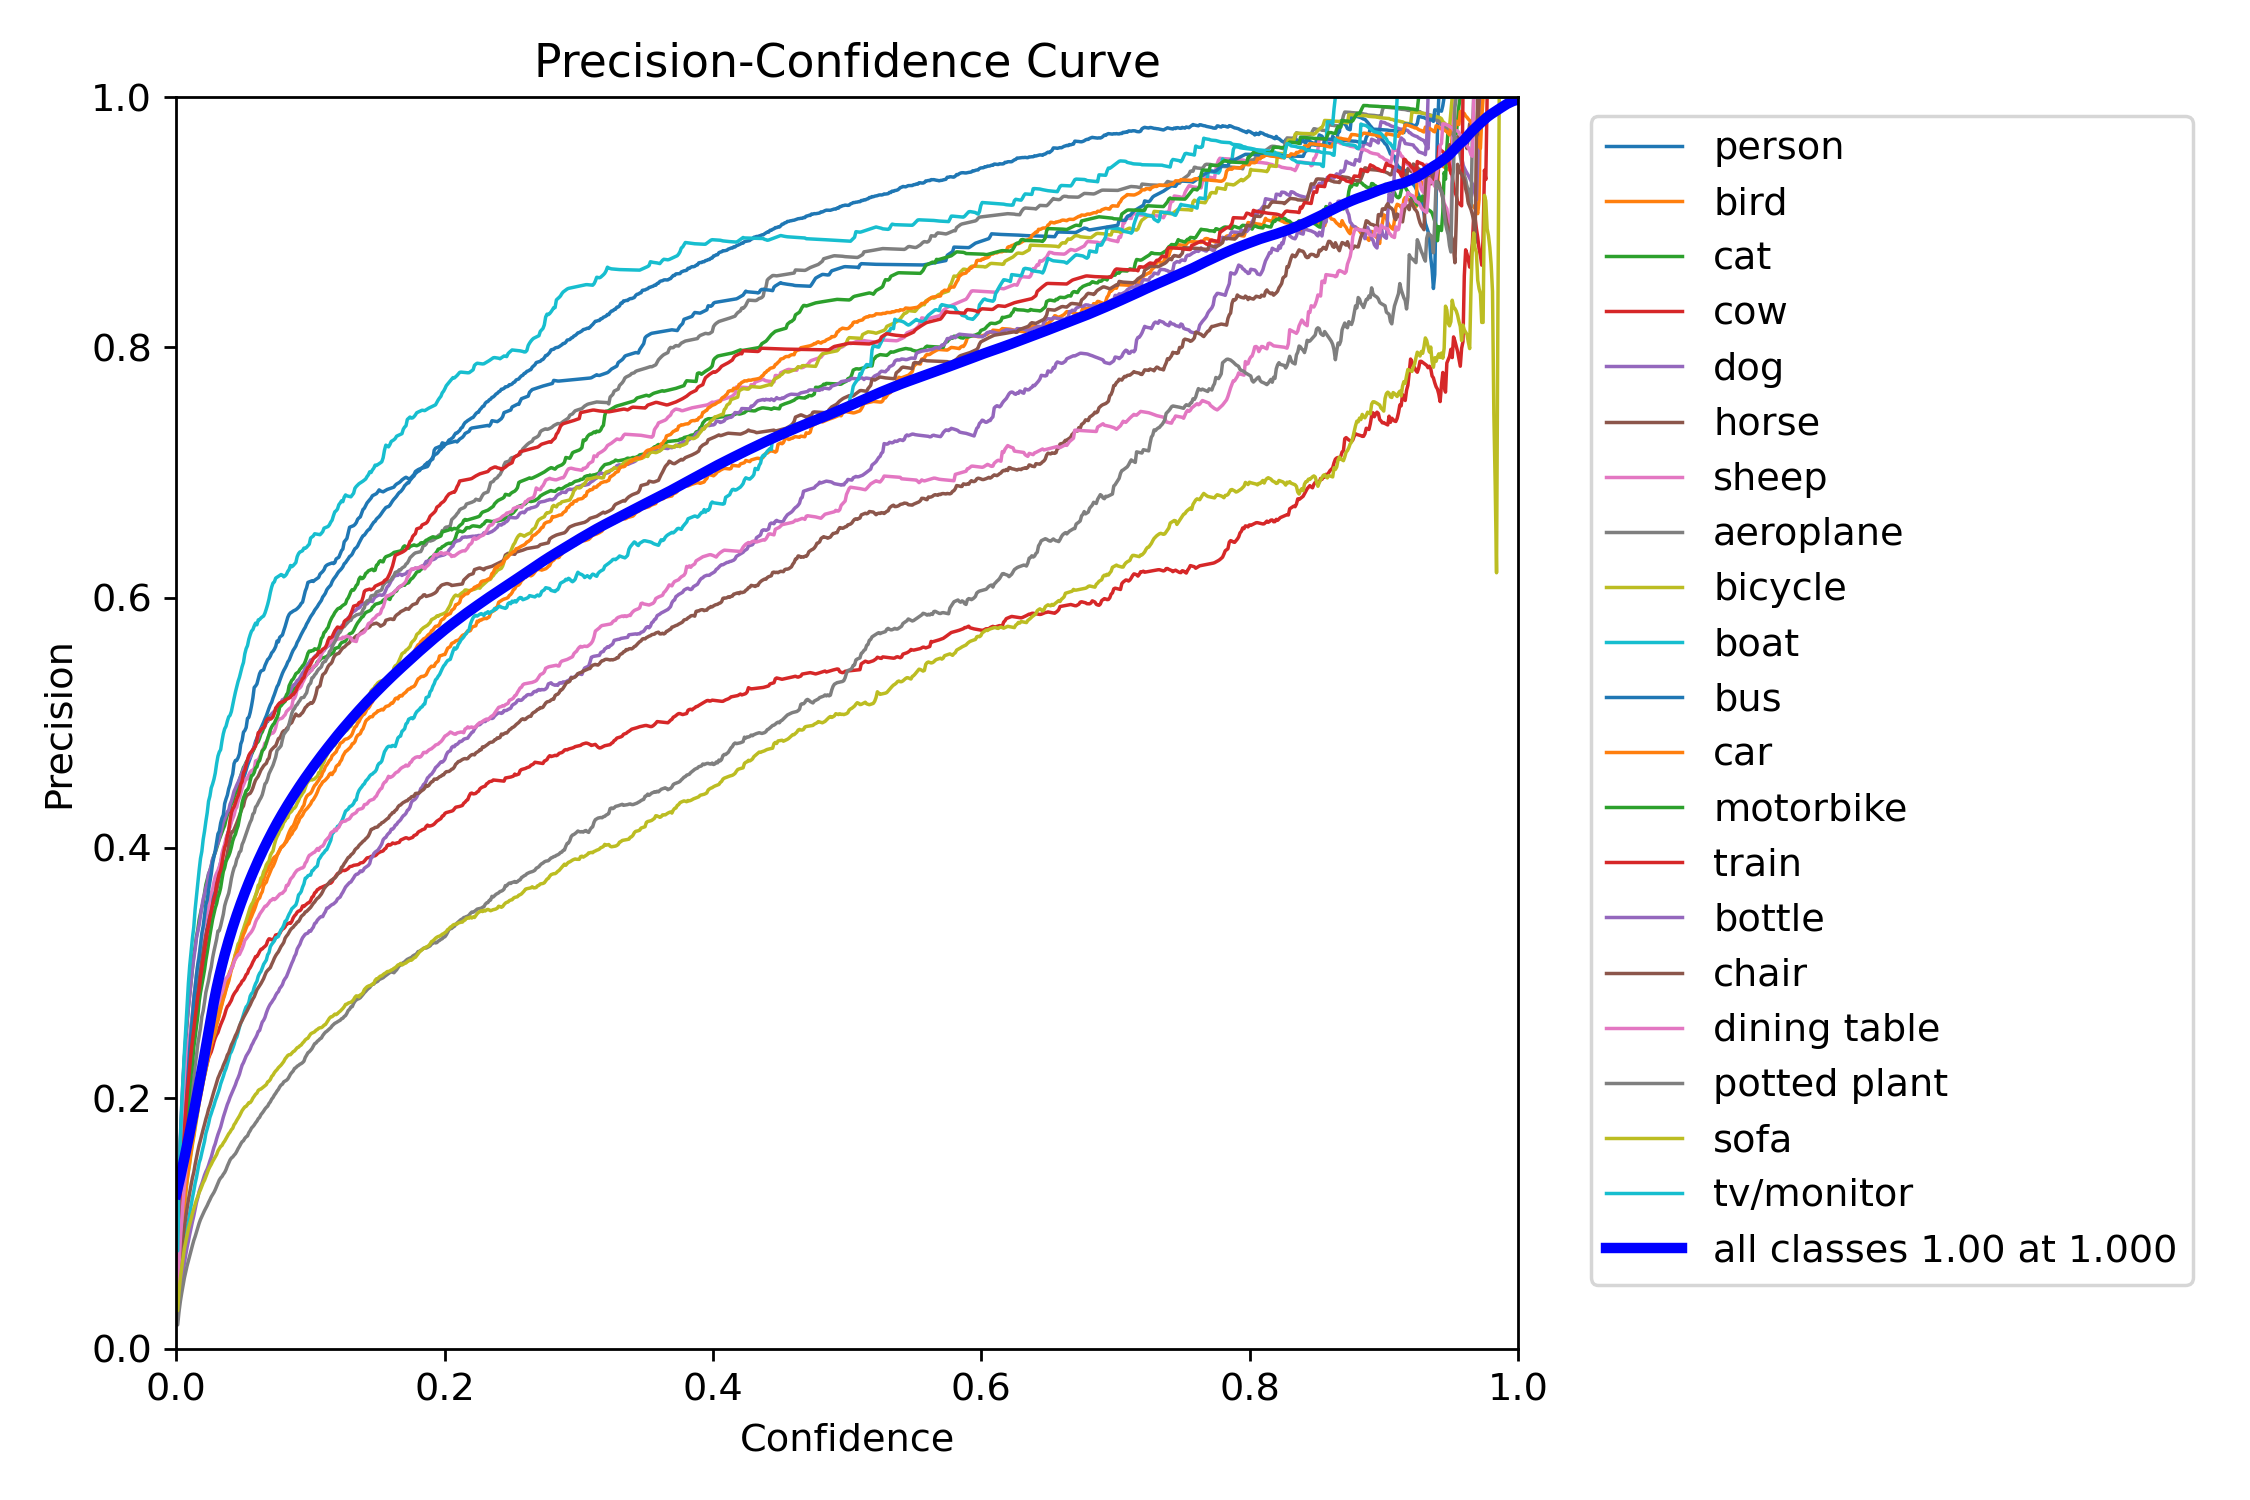 Precision-Confidence Curve
1.0
0.8
0.6
0.4
0.2
0.0
Precision
0.0 0.2 0.4 0.6 0.8 1.0
Confidence
person
bird
cat
cow
dog
horse
sheep
aeroplane
bicycle
boat
bus
car
motorbike
train
bottle
chair
dining table
potted plant
sofa
tv/monitor
all classes 1.00 at 1.000